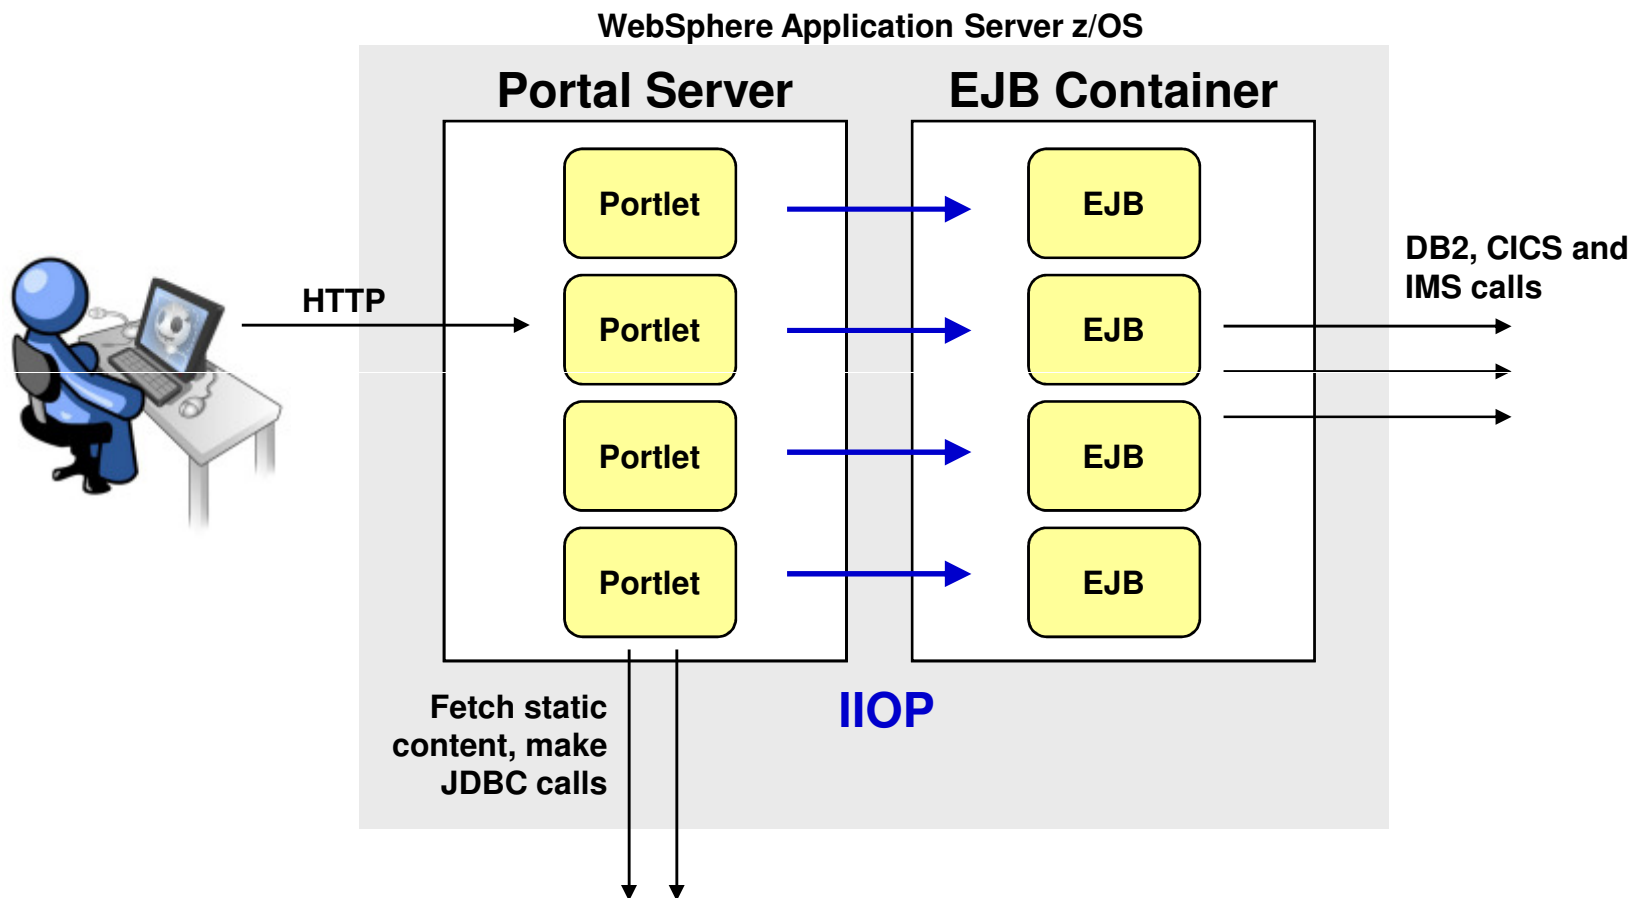 WebSphere Application Server z/OS
Portal Server
EJB Container
Portlet
EJB
DB2, CICS and
IMS calls
HTTP
Portlet
EJB
Portlet
EJB
Portlet
EJB
Fetch static
content, make
JDBC calls
IIOP